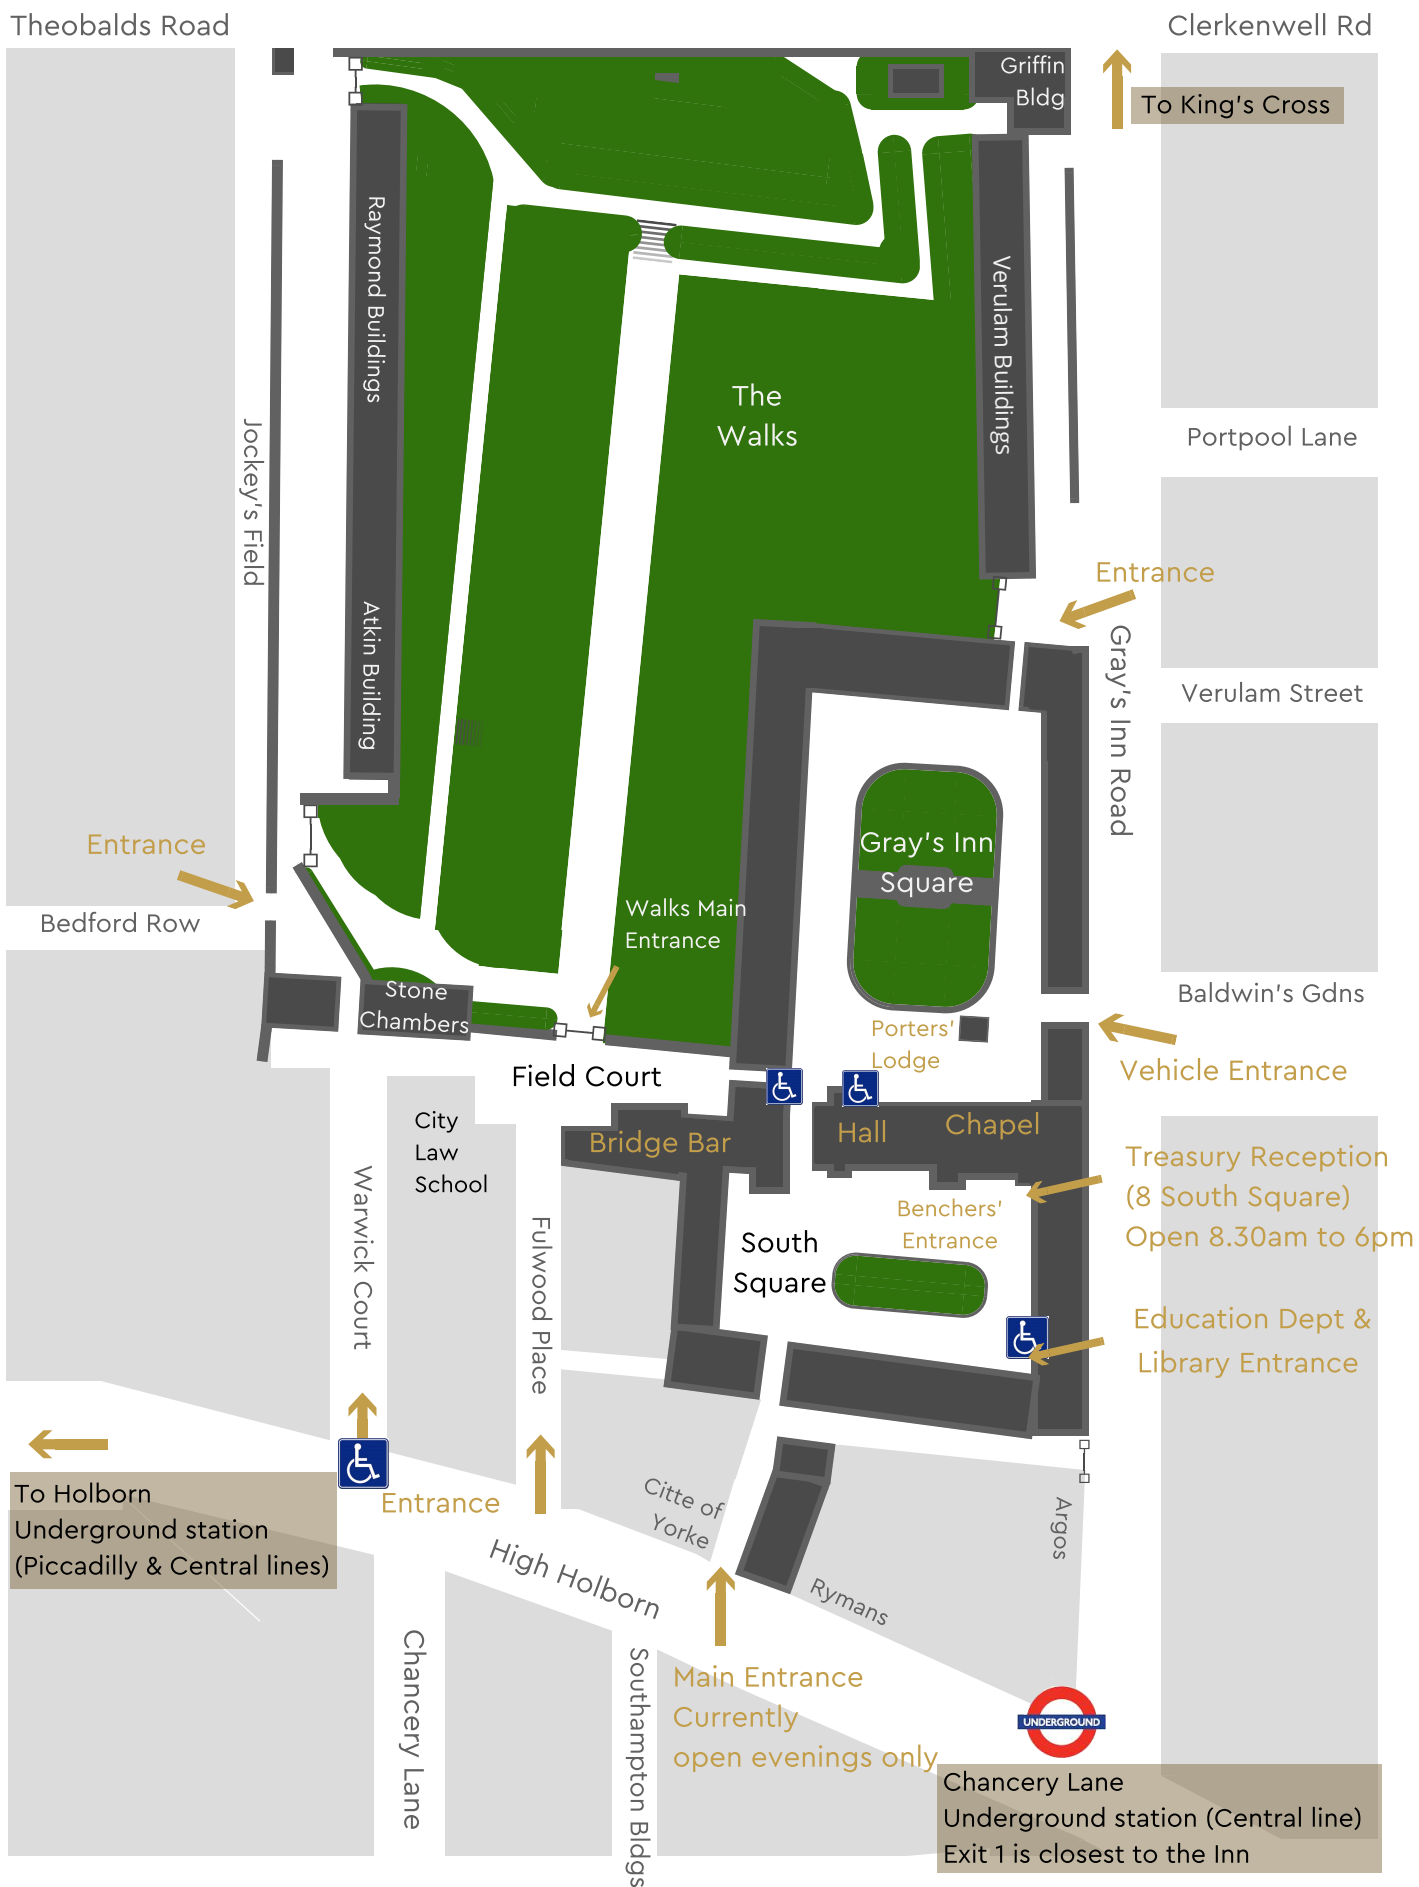 Theobalds Road
Clerkenwell Rd
Griffin
Bldg
To King's Cross
Raymond Buildings
Verulam Buildings
The
Walks
Portpool Lane
Jockey's Field
Entrance
Atkin Building
Gray's Inn Road
Verulam Street
Gray's Inn
Square
Entrance
Bedford Row
Walks Main
Entrance
Stone
Chambers
Baldwin's Gdns
Porters'
Lodge
Vehicle Entrance
Field Court
City
Law
School
Bridge Bar
Hall
Chapel
Treasury Reception
(8 South Square)
Open 8.30am to 6pm
Benchers'
Entrance
South
Square
Warwick Court
Fulwood Place
Education Dept &
Library Entrance
To Holborn
Underground station
(Piccadilly & Central lines)
Entrance
Citte of
Yorke
Argos
High Holborn
Rymans
Chancery Lane
Southampton Bldgs
Main Entrance
Currently
open evenings only
UNDERGROUND
Chancery Lane
Underground station (Central line)
Exit 1 is closest to the Inn